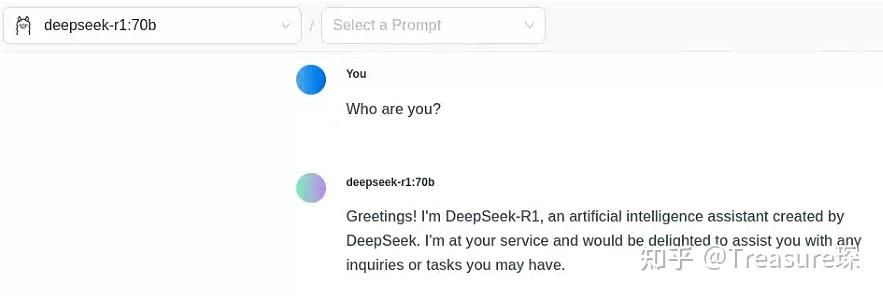 deepseek-r1:70b / Select a Prompt
You
Who are you?
deepseek-r1:70b
Greetings! I'm DeepSeek-R1, an artificial intelligence assistant created by
DeepSeek. I'm at your service and would be delighted to assist you with any
inquiries or tasks you may have.
知乎 @Treasure琛